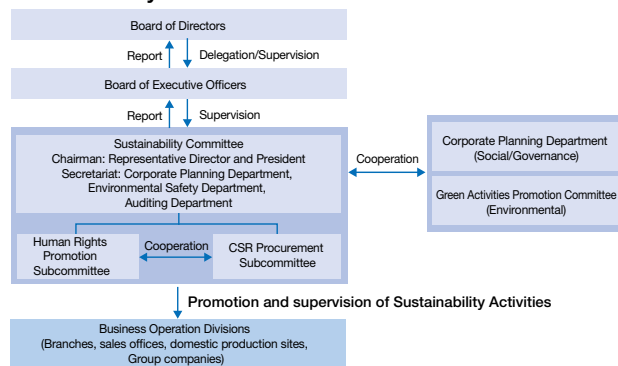 Board of Directors
Report
Delegation/Supervision
Board of Executive Officers
Report
Supervision
Sustainability Committee
Chairman: Representative Director and President
Secretariat: Corporate Planning Department,
Environmental Safety Department,
Auditing Department
Cooperation
Corporate Planning Department
(Social/Governance)
Green Activities Promotion Committee
(Environmental)
Human Rights
Promotion
Subcommittee
Cooperation
CSR Procurement
Subcommittee
Promotion and supervision of Sustainability Activities
Business Operation Divisions
(Branches, sales offices, domestic production sites,
Group companies)